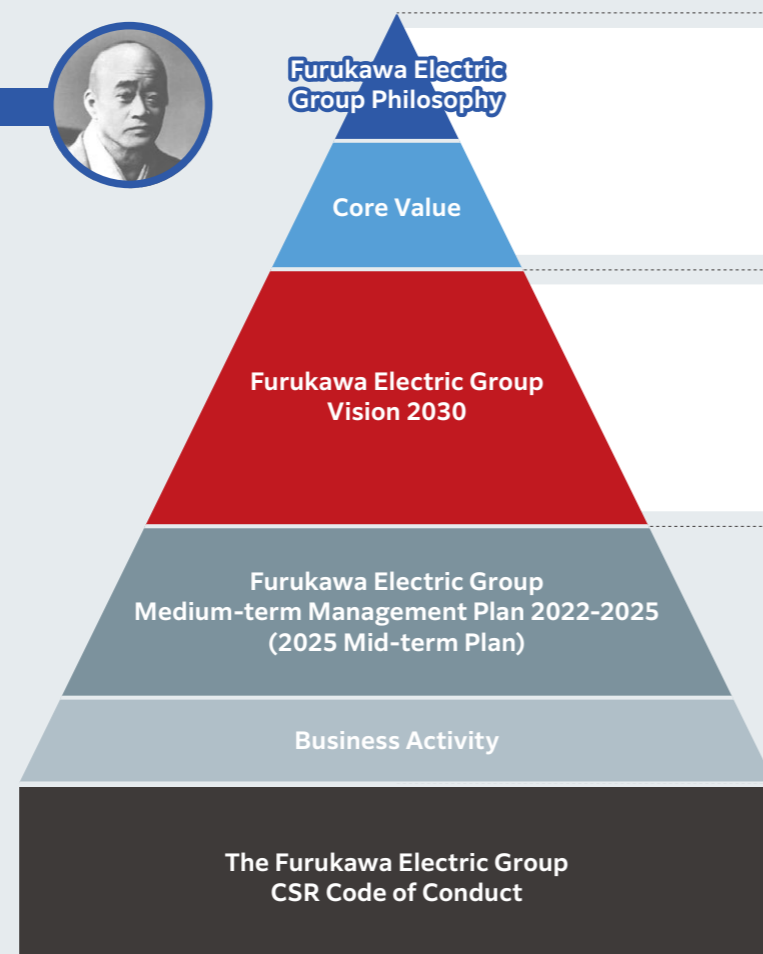 Furukawa Electric
Group Philosophy
Core Value
Furukawa Electric Group
Vision 2030
Furukawa Electric Group
Medium-term Management Plan 2022-2025
(2025 Mid-term Plan)
Business Activity
The Furukawa Electric Group
CSR Code of Conduct